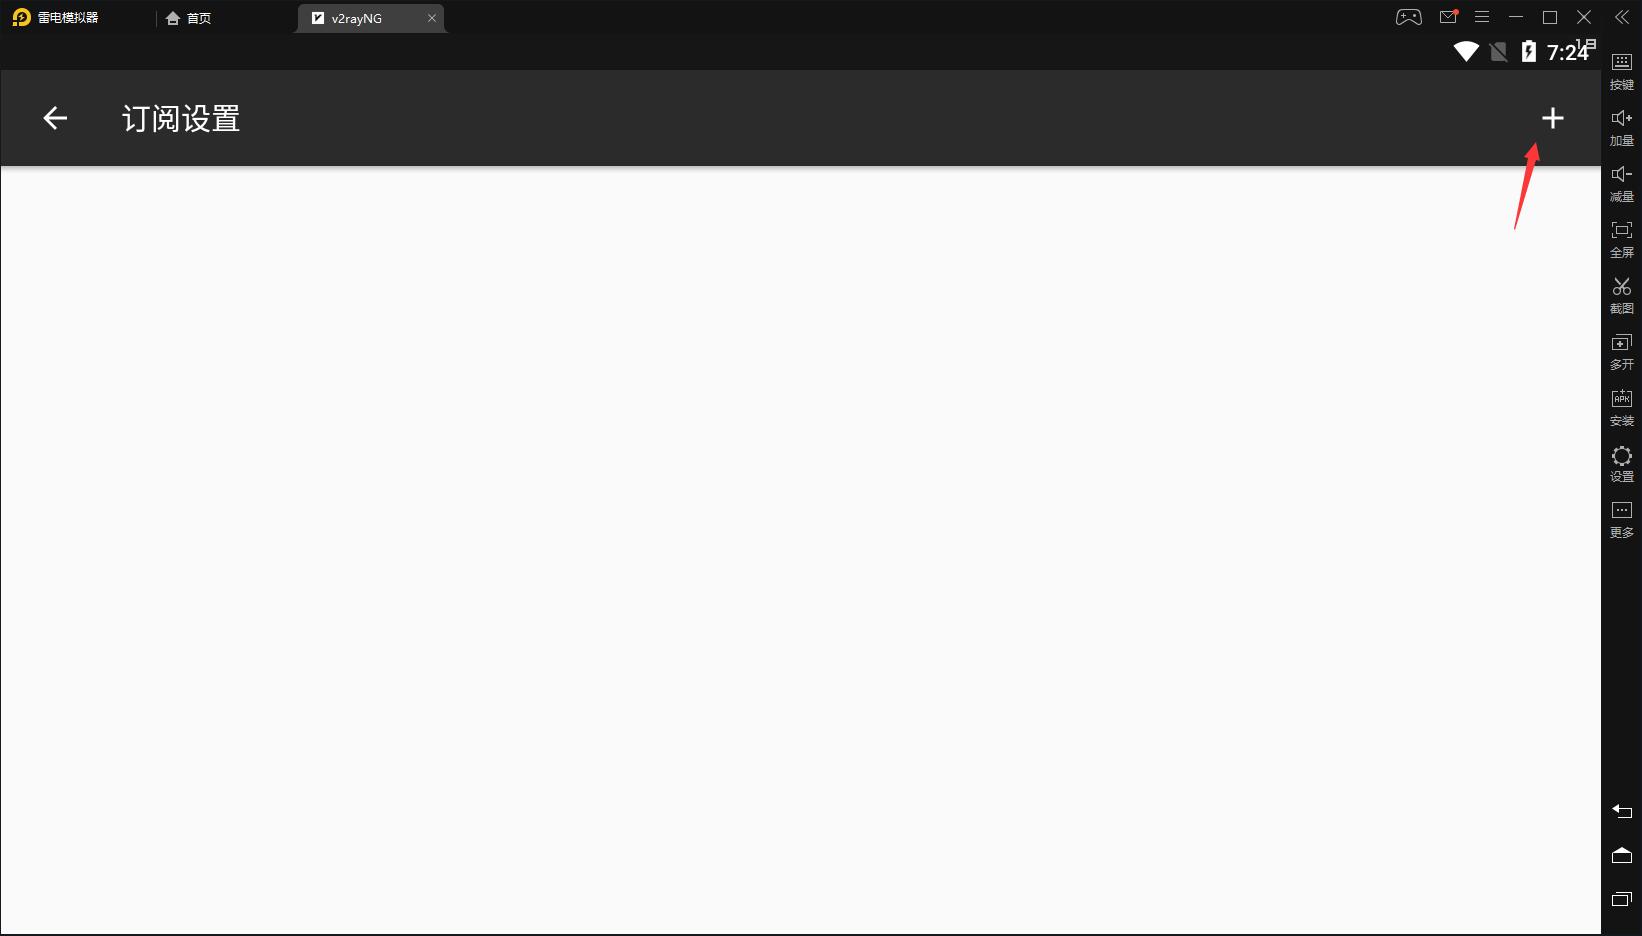 雷电模拟器
首页
v2rayNG
7:24
订阅设置
按键
加量
减量
全屏
截图
多开
APK
安装
设置
更多